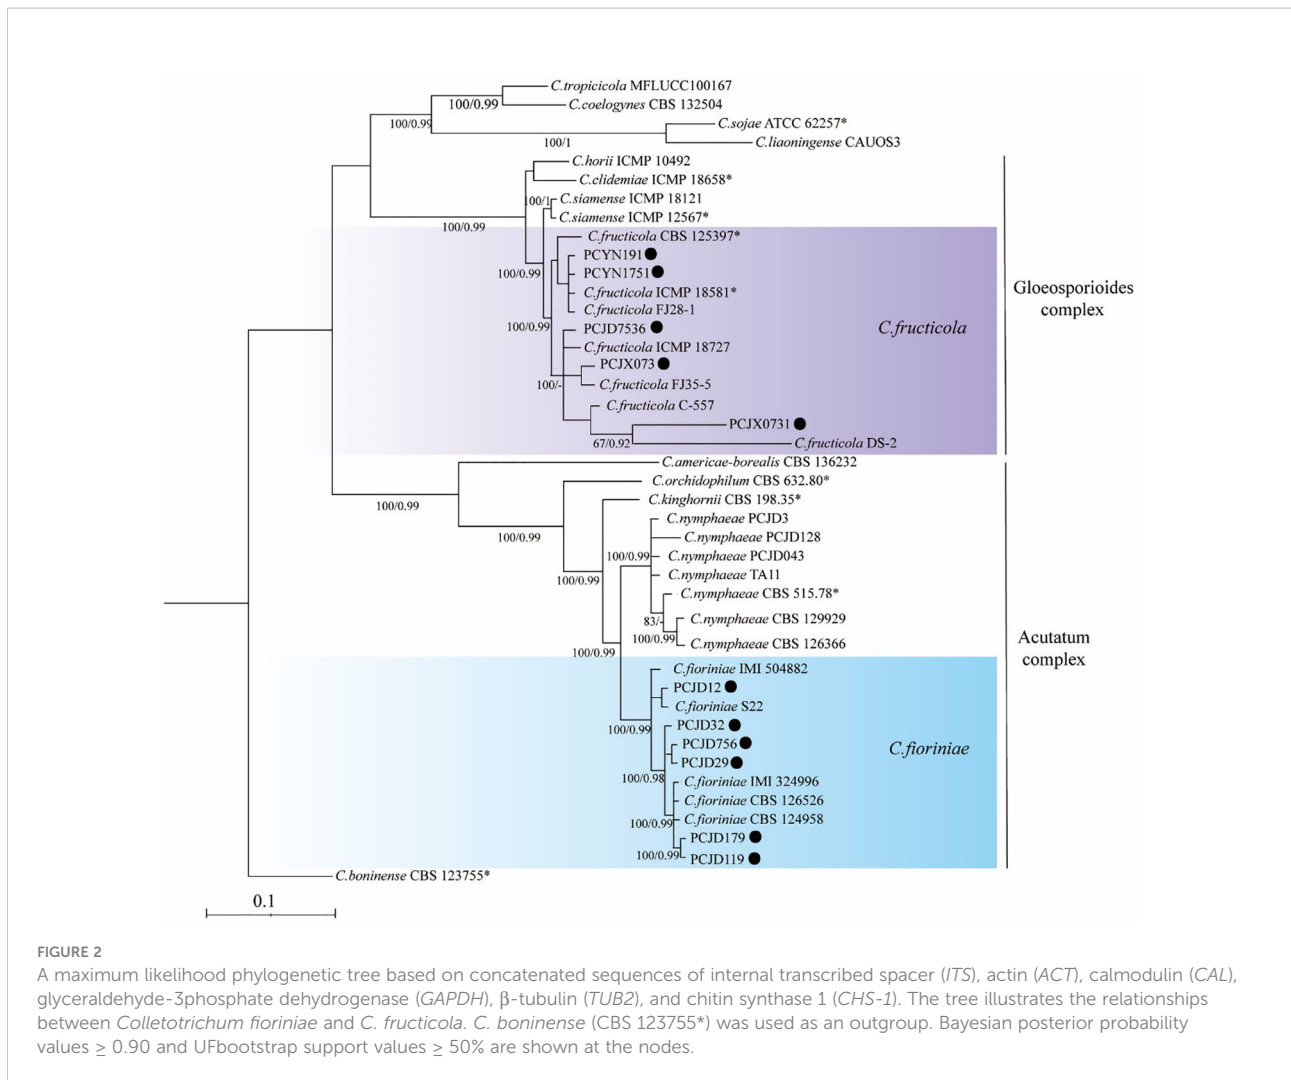 C.tropicicola MFLUCC100167
100/0.99
C.coelogynes CBS 132504
100/0.99
C.sojae ATCC 62257*
100/1
C.liaoningense CAUOS3
C.horii ICMP 10492
C.clidemiae ICMP 18658*
100/1
C.siamense ICMP 18121
C.siamense ICMP 12567*
100/0.99
C.fructicola CBS 125397*
PCYN191
100/0.99
PCYN1751
C.fructicola ICMP 18581*
Gloeosporioides
complex
C.fructicola FJ28-1
100/0.99
PCJD7536
C.fructicola
C.fructicola ICMP 18727
PCJX073
100/-
C.fructicola FJ35-5
C.fructicola C-557
PCJX0731
67/0.92
C.fructicola DS-2
C.americae-borealis CBS 136232
C.orchidophilum CBS 632.80*
100/0.99
C.kinghornii CBS 198.35*
C.nymphaeae PCJD3
100/0.99
C.nymphaeae PCJD128
100/0.99
C.nymphaeae PCJD043
100/0.99
C.nymphaeae TA11
C.nymphaeae CBS 515.78*
83/-
C.nymphaeae CBS 129929
100/0.99
C.nymphaeae CBS 126366
Acutatum
complex
100/0.99
C.fioriniae IMI 504882
PCJD12
C.fioriniae S22
100/0.99
PCJD32
PCJD756
C.fioriniae
PCJD29
100/0.98
C.fioriniae IMI 324996
C.fioriniae CBS 126526
100/0.99
C.fioriniae CBS 124958
PCJD179
100/0.99
PCJD119
C.boninense CBS 123755*
0.1
FIGURE 2
A maximum likelihood phylogenetic tree based on concatenated sequences of internal transcribed spacer (ITS), actin (ACT), calmodulin (CAL),
glyceraldehyde-3phosphate dehydrogenase (GAPDH), β-tubulin (TUB2), and chitin synthase 1 (CHS-1). The tree illustrates the relationships
between Colletotrichum fioriniae and C. fructicola. C. boninense (CBS 123755*) was used as an outgroup. Bayesian posterior probability
values ≥ 0.90 and UFbootstrap support values ≥ 50% are shown at the nodes.